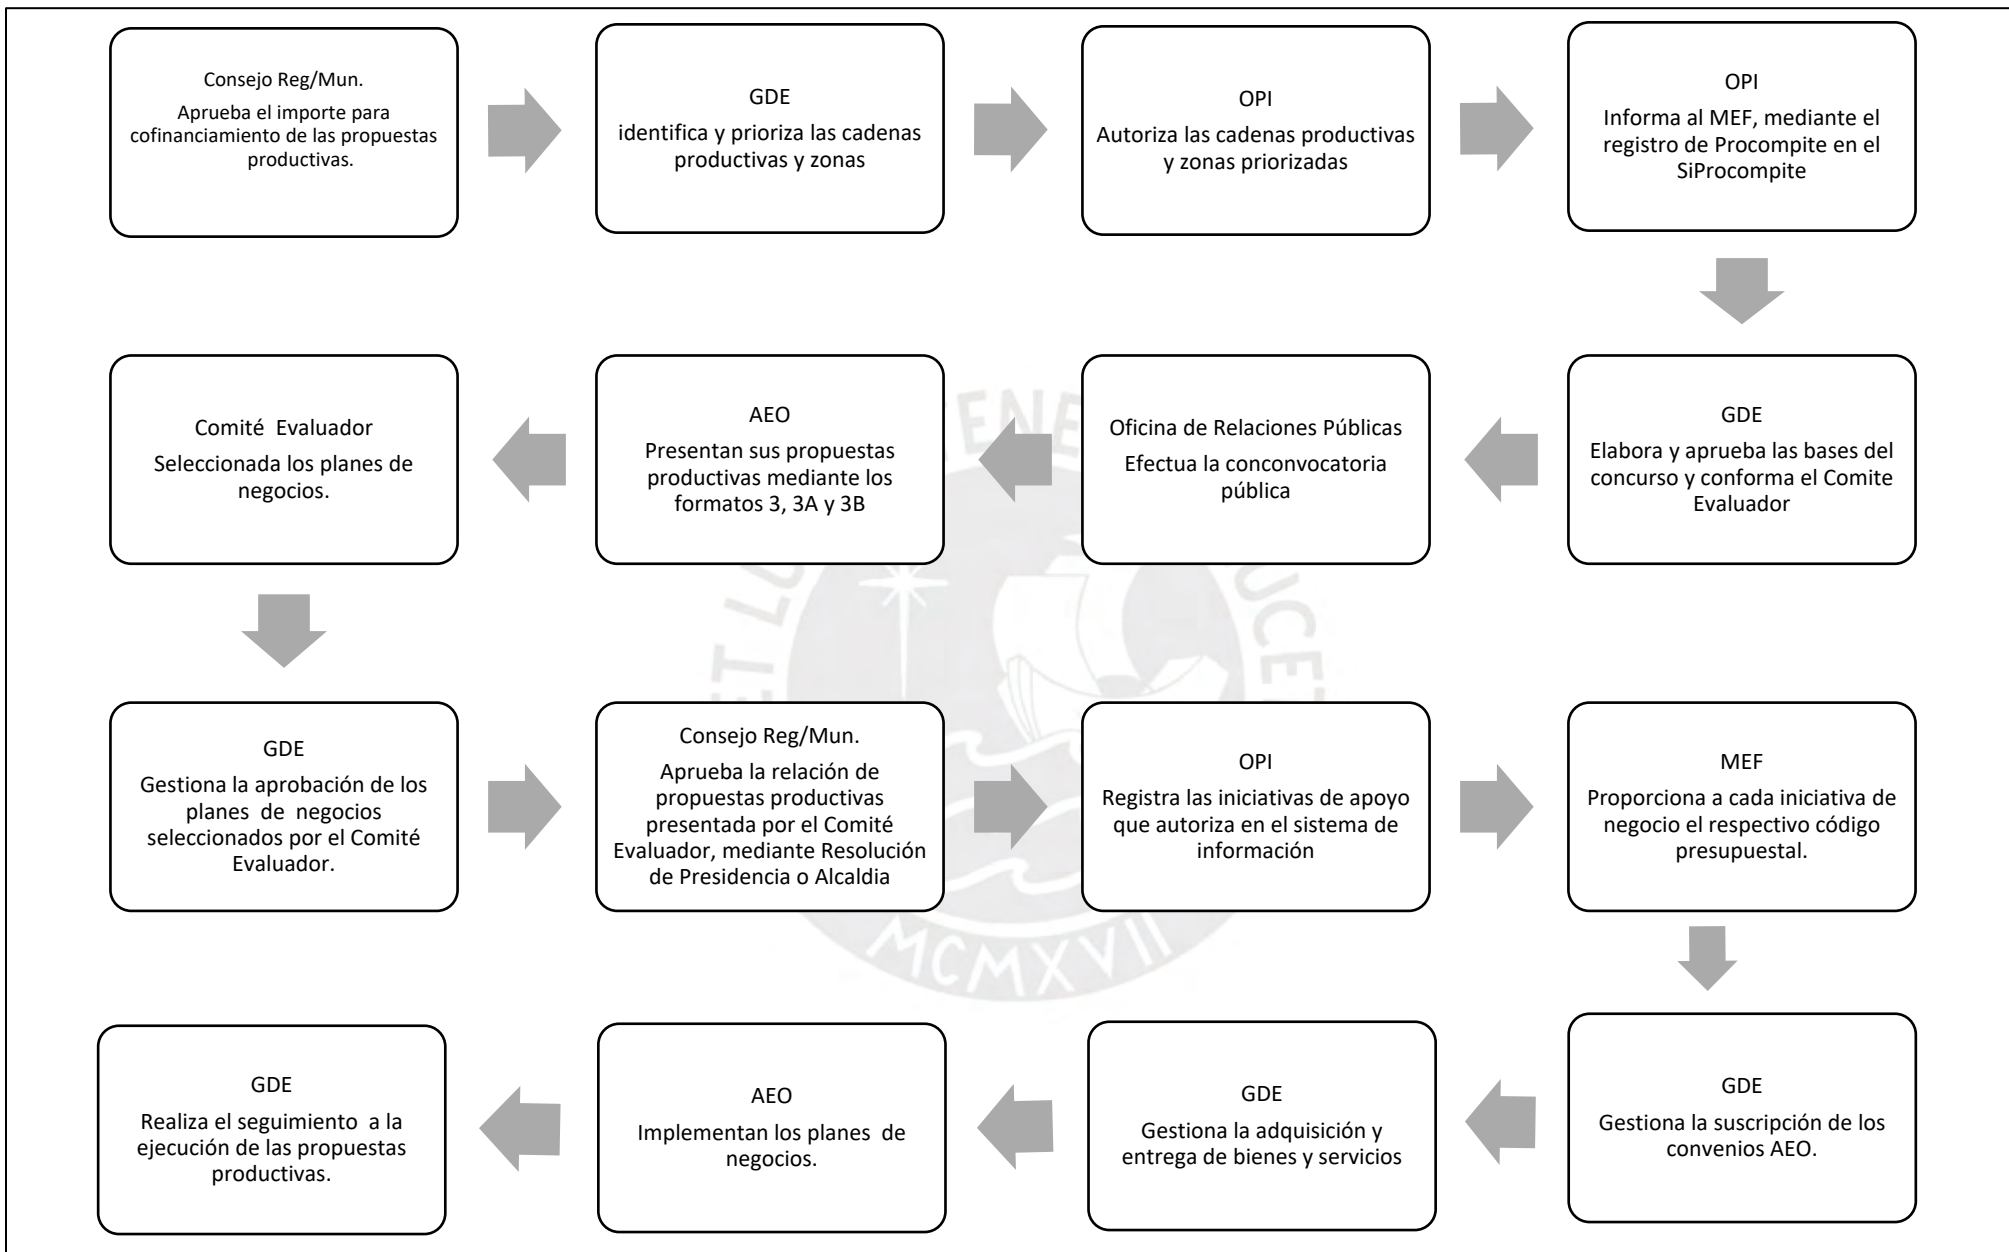 Consejo Reg/Mun.
Aprueba el importe para
cofinanciamiento de las propuestas
productivas.
GDE
identifica y prioriza las cadenas
productivas y zonas
OPI
Autoriza las cadenas productivas
y zonas priorizadas
OPI
Informa al MEF, mediante el
registro de Procompite en el
SiProcompite
GDE
Elabora y aprueba las bases del
concurso y conforma el Comite
Evaluador
Oficina de Relaciones Públicas
Efectua la conconvocatoria
pública
AEO
Presentan sus propuestas
productivas mediante los
formatos 3, 3A y 3B
Comité Evaluador
Seleccionada los planes de
negocios.
GDE
Gestiona la aprobación de los
planes de negocios
seleccionados por el Comité
Evaluador.
Consejo Reg/Mun.
Aprueba la relación de
propuestas productivas
presentada por el Comité
Evaluador, mediante Resolución
de Presidencia o Alcaldia
OPI
Registra las iniciativas de apoyo
que autoriza en el sistema de
información
MEF
Proporciona a cada iniciativa de
negocio el respectivo código
presupuestal.
GDE
Gestiona la suscripción de los
convenios AEO.
GDE
Gestiona la adquisición y
entrega de bienes y servicios
AEO
Implementan los planes de
negocios.
GDE
Realiza el seguimiento a la
ejecución de las propuestas
productivas.
MCMXVII